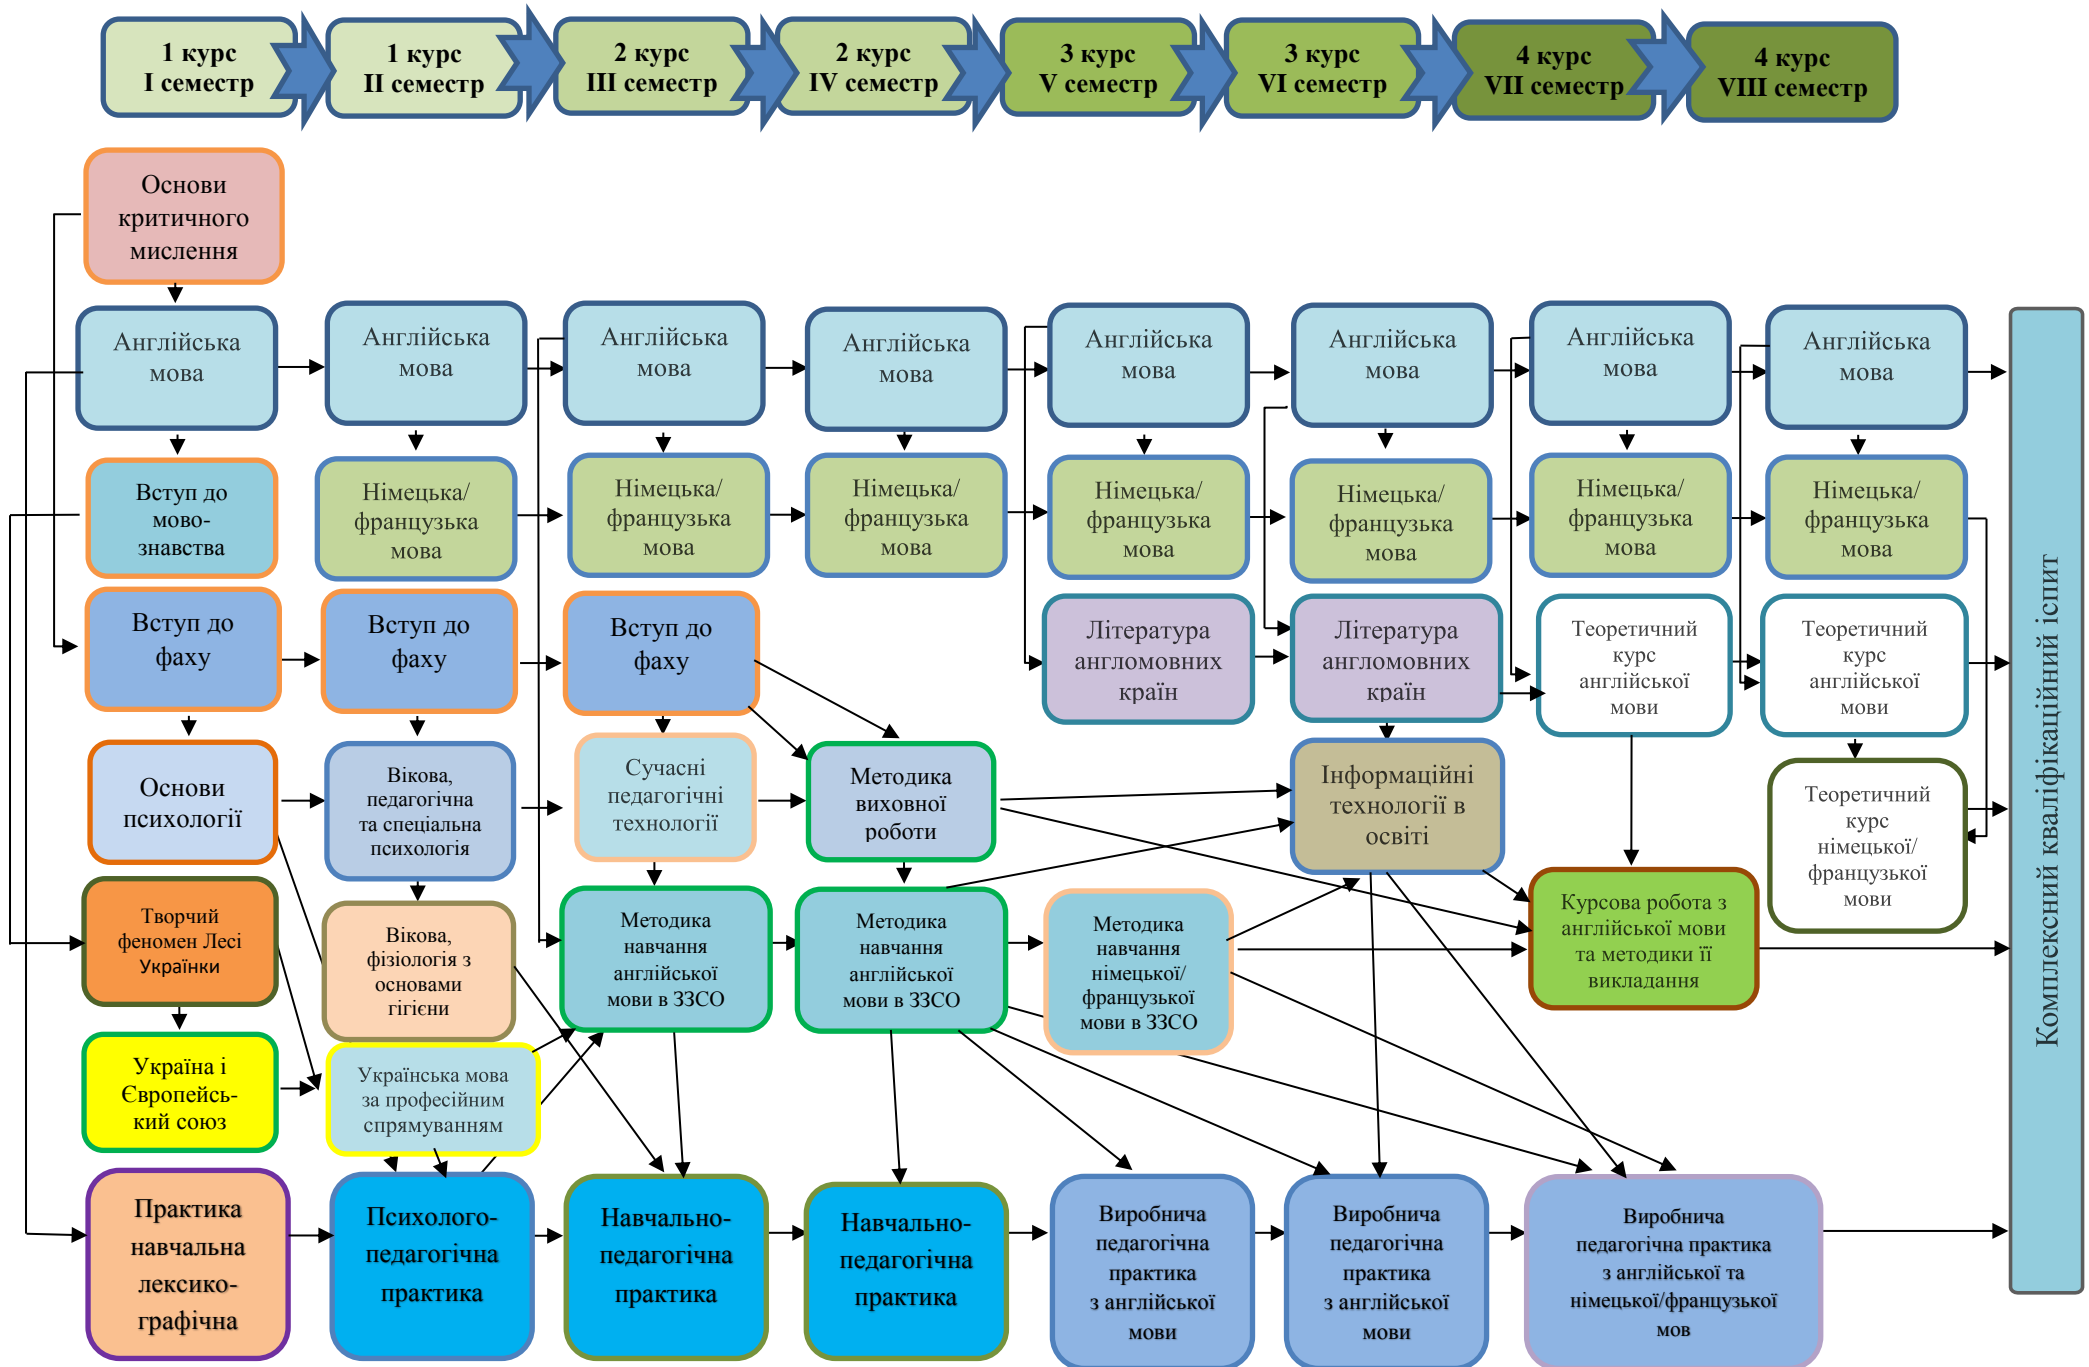 1 курс
I семестр
1 курс
II семестр
2 курс
III семестр
2 курс
IV семестр
3 курс
V семестр
3 курс
VI семестр
4 курс
VII семестр
4 курс
VIII семестр
Основи
критичного
мислення
Англійська
мова
Англійська
мова
Англійська
мова
Англійська
мова
Англійська
мова
Англійська
мова
Англійська
мова
Англійська
мова
Вступ до
мово-
знавства
Німецька/
французька
мова
Німецька/
французька
мова
Німецька/
французька
мова
Німецька/
французька
мова
Німецька/
французька
мова
Німецька/
французька
мова
Німецька/
французька
мова
Вступ до
фаху
Вступ до
фаху
Вступ до
фаху
Література
англомовних
країн
Література
англомовних
країн
Теоретичний
курс
англійської
мови
Теоретичний
курс
англійської
мови
Основи
психології
Вікова,
педагогічна
та спеціальна
психологія
Сучасні
педагогічні
технології
Методика
виховної
роботи
Інформаційні
технології в
освіті
Теоретичний
курс
німецької/
французької
мови
Творчий
феномен Лесі
Українки
Вікова,
фізіологія з
основами
гігієни
Методика
навчання
англійської
мови в ЗЗСО
Методика
навчання
англійської
мови в ЗЗСО
Методика
навчання
німецької/
французької
мови в ЗЗСО
Курсова робота з
англійської мови
та методики її
викладання
Україна і
Європейсь-
кий союз
Українська мова
за професійним
спрямуванням
Практика
навчальна
лексико-
графічна
Психолого-
педагогічна
практика
Навчально-
педагогічна
практика
Навчально-
педагогічна
практика
Виробнича
педагогічна
практика
з англійської
мови
Виробнича
педагогічна
практика
з англійської
мови
Виробнича
педагогічна практика
з англійської та
німецької/французької
мов
Комплексний кваліфікаційний іспит